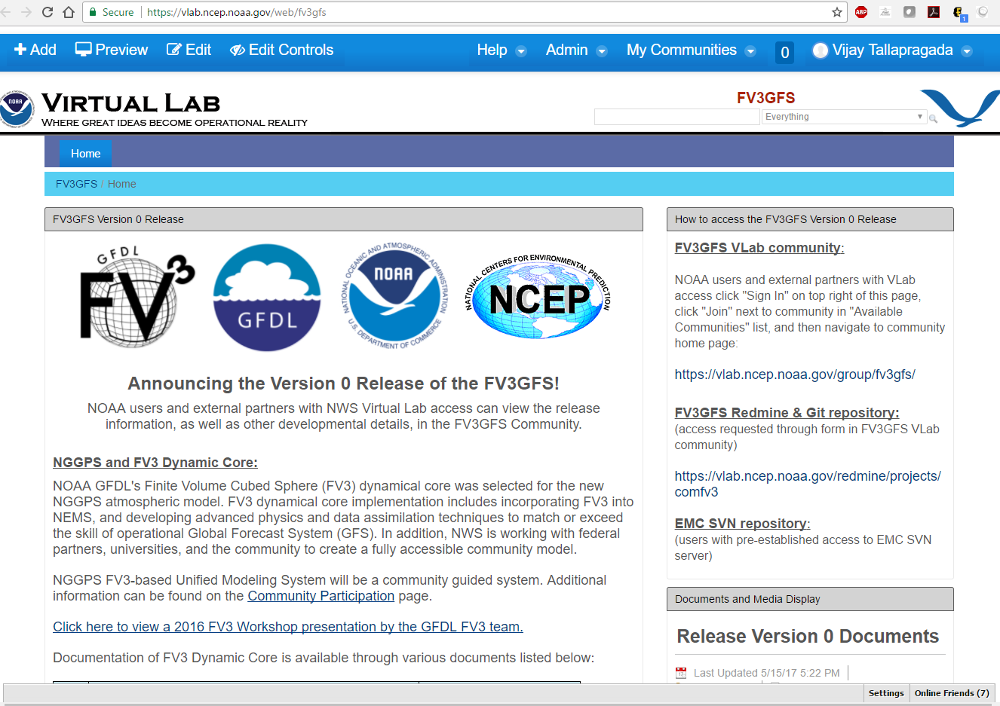 Secure https://vlab.ncep.noaa.gov/web/fv3gfs
ABP
1
Add Preview Edit Edit Controls Help Admin My Communities 0 Vijay Tallapragada
NOAA
VIRTUAL LAB
WHERE GREAT IDEAS BECOME OPERATIONAL REALITY
FV3GFS
Everything
Home
FV3GFS / Home
FV3GFS Version 0 Release
GFDL
FV3
GFDL
NATIONAL OCEANIC AND ATMOSPHERIC ADMINISTRATION
NOAA
U.S. DEPARTMENT OF COMMERCE
NATIONAL CENTERS FOR ENVIRONMENTAL PREDICTION
NCEP
Announcing the Version 0 Release of the FV3GFS!
NOAA users and external partners with NWS Virtual Lab access can view the release
information, as well as other developmental details, in the FV3GFS Community.
NGGPS and FV3 Dynamic Core:
NOAA GFDL's Finite Volume Cubed Sphere (FV3) dynamical core was selected for the new
NGGPS atmospheric model. FV3 dynamical core implementation includes incorporating FV3 into
NEMS, and developing advanced physics and data assimilation techniques to match or exceed
the skill of operational Global Forecast System (GFS). In addition, NWS is working with federal
partners, universities, and the community to create a fully accessible community model.
NGGPS FV3-based Unified Modeling System will be a community guided system. Additional
information can be found on the Community Participation page.
Click here to view a 2016 FV3 Workshop presentation by the GFDL FV3 team.
Documentation of FV3 Dynamic Core is available through various documents listed below:
How to access the FV3GFS Version 0 Release
FV3GFS VLab community:
NOAA users and external partners with VLab
access click "Sign In" on top right of this page,
click "Join" next to community in "Available
Communities" list, and then navigate to community
home page:
https://vlab.ncep.noaa.gov/group/fv3gfs/
FV3GFS Redmine & Git repository:
(access requested through form in FV3GFS VLab
community)
https://vlab.ncep.noaa.gov/redmine/projects/
comfv3
EMC SVN repository:
(users with pre-established access to EMC SVN
server)
Documents and Media Display
Release Version 0 Documents
Last Updated 5/15/17 5:22 PM
Settings Online Friends (7)